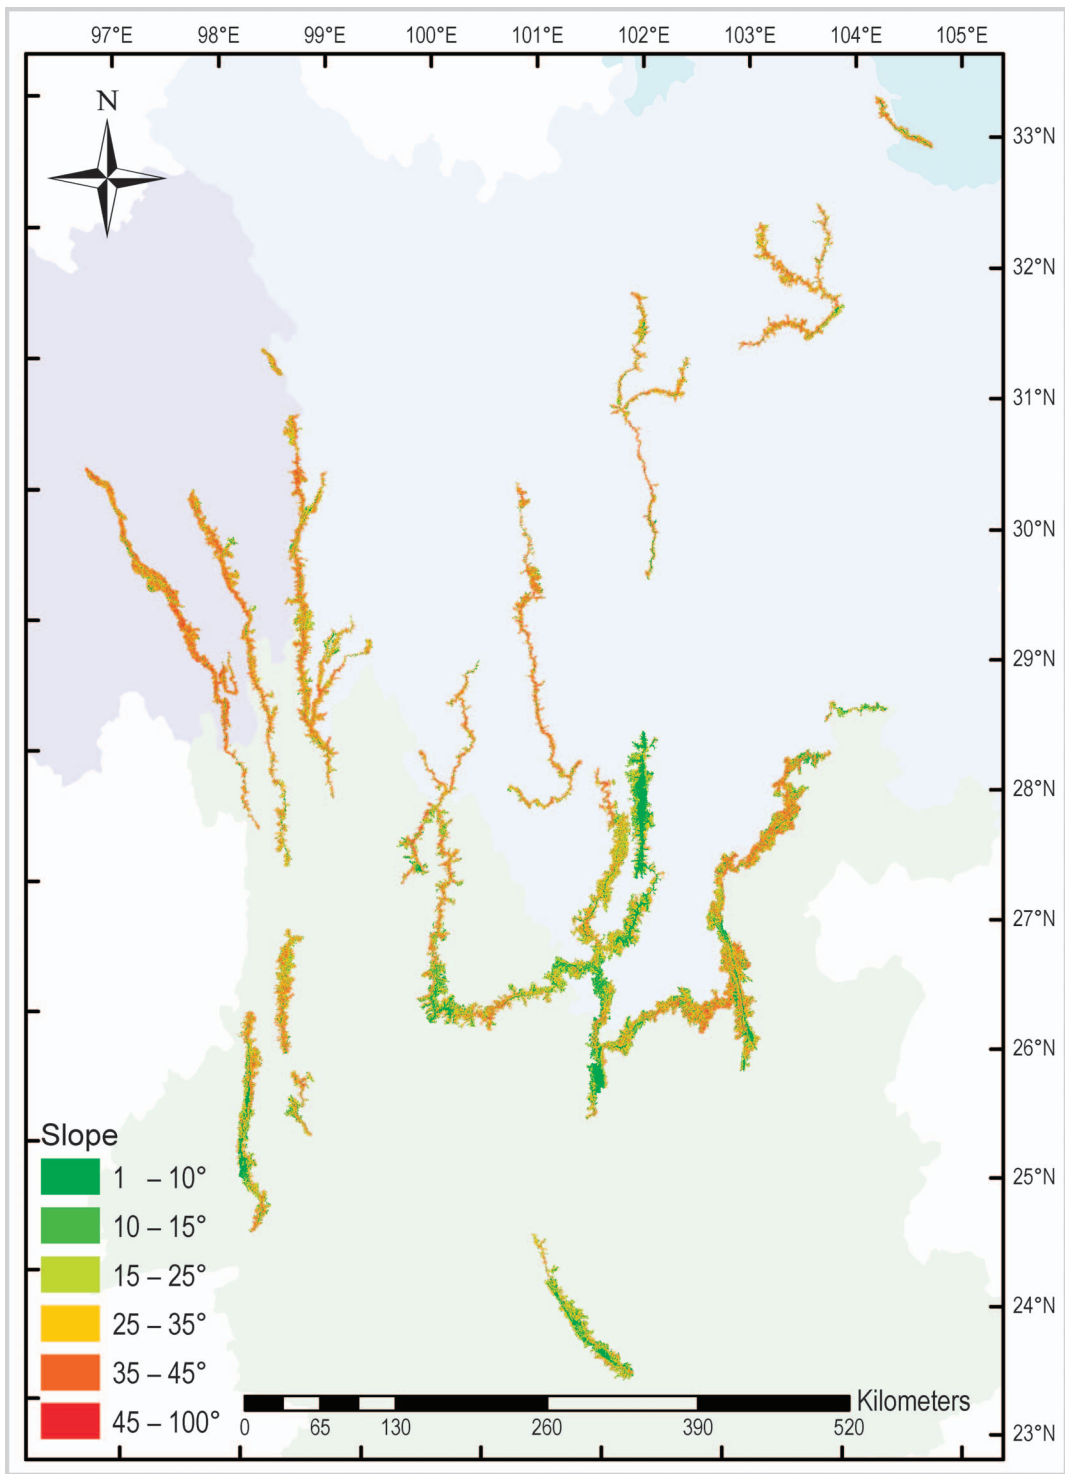 97°E 98°E 99°E 100°E 101°E 102°E 103°E 104°E 105°E
N
33°N
32°N
31°N
30°N
29°N
28°N
27°N
26°N
25°N
24°N
23°N
Slope
1 – 10°
10 – 15°
15 – 25°
25 – 35°
35 – 45°
45 – 100°
Kilometers
0 65 130 260 390 520